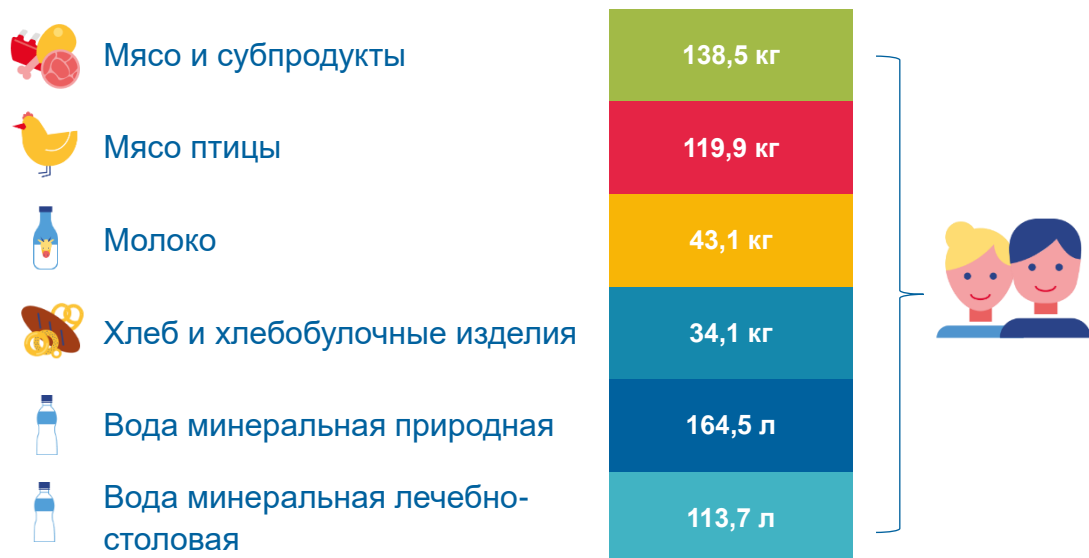 Мясо и субпродукты
138,5 кг
Мясо птицы
119,9 кг
Молоко
43,1 кг
Хлеб и хлебобулочные изделия
34,1 кг
Вода минеральная природная
164,5 л
Вода минеральная лечебно-
столовая
113,7 л